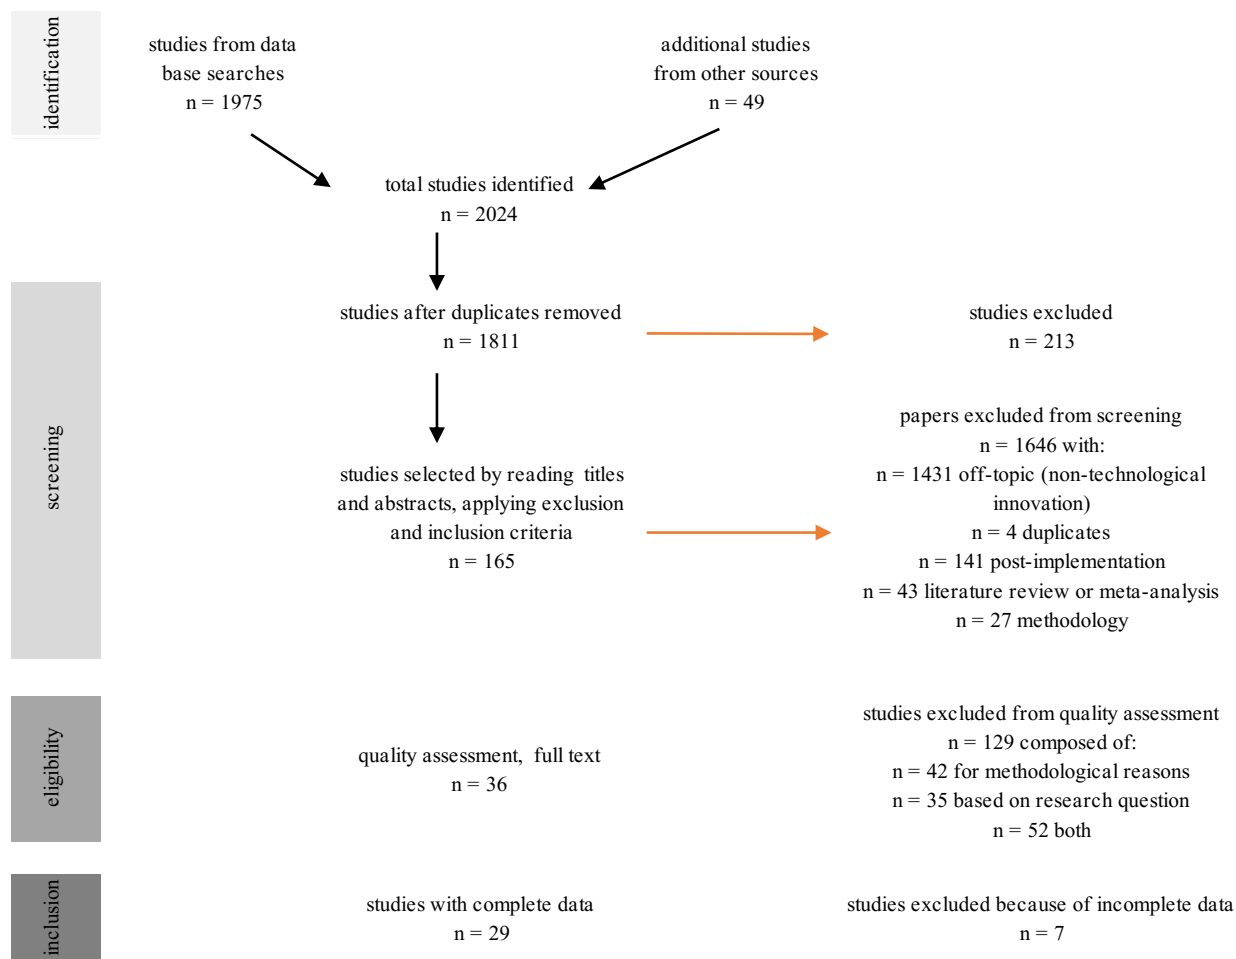 identification
studies from data
base searches
n = 1975
additional studies
from other sources
n = 49
total studies identified
n = 2024
screening
studies after duplicates removed
n = 1811
studies excluded
n = 213
studies selected by reading titles
and abstracts, applying exclusion
and inclusion criteria
n = 165
papers excluded from screening
n = 1646 with:
n = 1431 off-topic (non-technological
innovation)
n = 4 duplicates
n = 141 post-implementation
n = 43 literature review or meta-analysis
n = 27 methodology
eligibility
quality assessment, full text
n = 36
studies excluded from quality assessment
n = 129 composed of:
n = 42 for methodological reasons
n = 35 based on research question
n = 52 both
inclusion
studies with complete data
n = 29
studies excluded because of incomplete data
n = 7